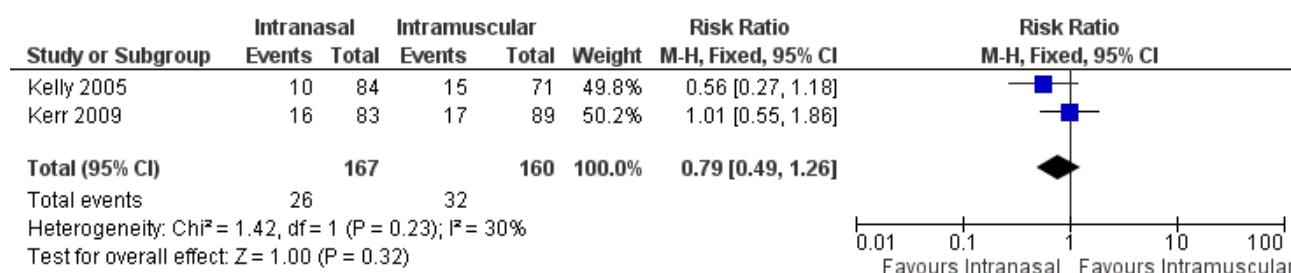 Intranasal Intramuscular Risk Ratio Risk Ratio
Study or Subgroup Events Total Events Total Weight M-H, Fixed, 95% CI M-H, Fixed, 95% CI
Kelly 2005 10 84 15 71 49.8% 0.56 [0.27, 1.18]
Kerr 2009 16 83 17 89 50.2% 1.01 [0.55, 1.86]
Total (95% CI) 167 160 100.0% 0.79 [0.49, 1.26]
Total events 26 32
Heterogeneity: Chi² = 1.42, df = 1 (P = 0.23); I² = 30%
Test for overall effect: Z = 1.00 (P = 0.32)
0.01 0.1 1 10 100
Favours Intranasal Favours Intramuscular